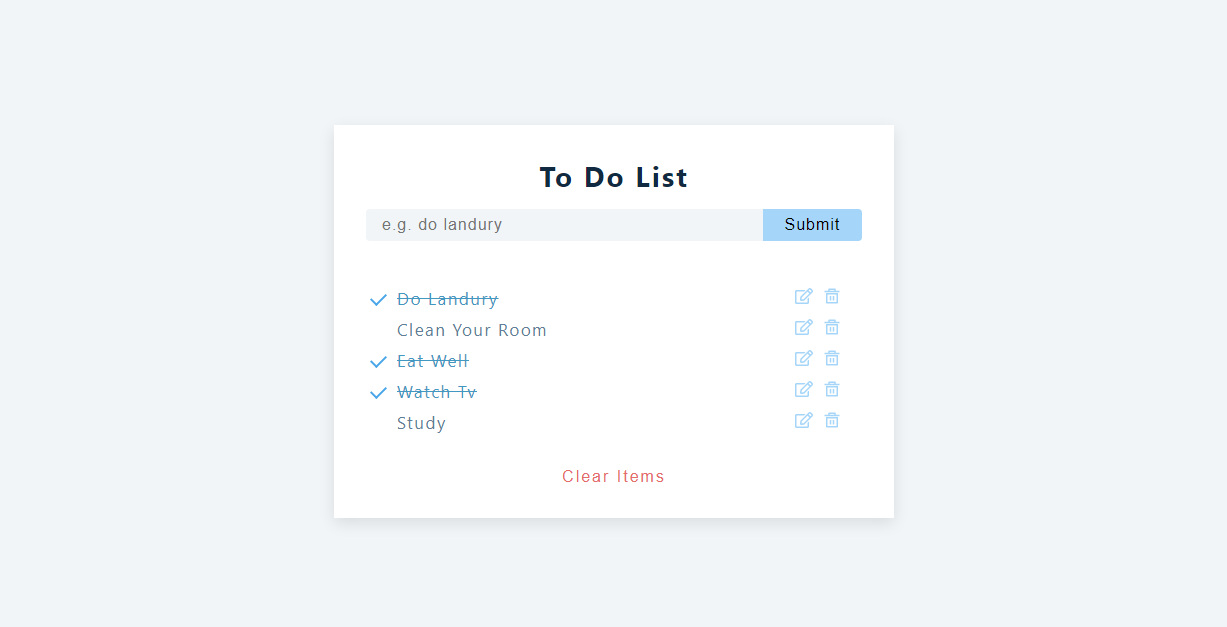 To Do List
e.g. do landury
Submit
Do Landury
Clean Your Room
Eat Well
Watch Tv
Study
Clear Items